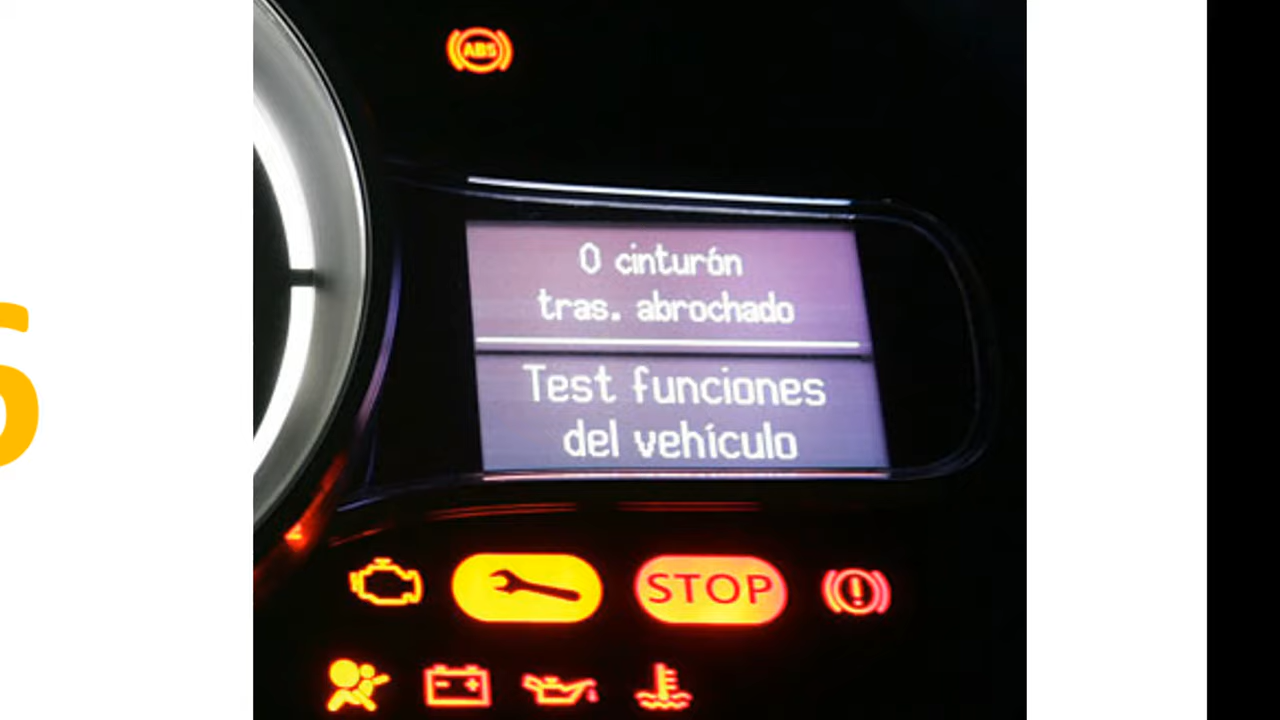 ABS
0 cinturón
tras. abrochado
Test funciones
del vehículo
STOP